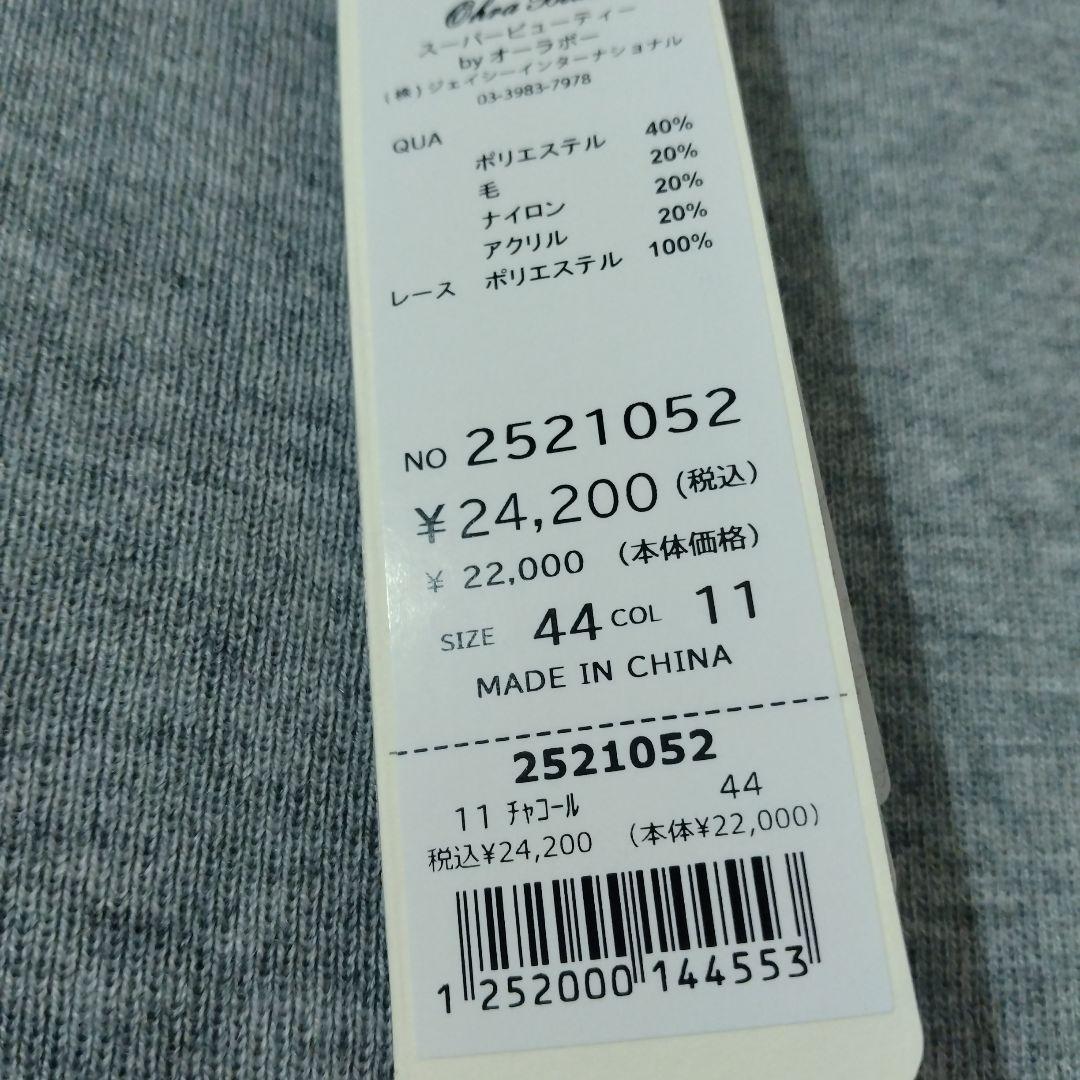 Ohra
スーパービューティー
by オーラボー
(株)ジェイシーインターナショナル
03-3983-7978
QUA
ポリエステル 40%
毛 20%
ナイロン 20%
アクリル 20%
レース ポリエステル 100%
NO 2521052
¥24,200 (税込)
¥ 22,000 (本体価格)
SIZE 44 COL 11
MADE IN CHINA
2521052
11 ﾁｬｺｰﾙ 44
税込¥24,200 (本体¥22,000)
1 252000 144553